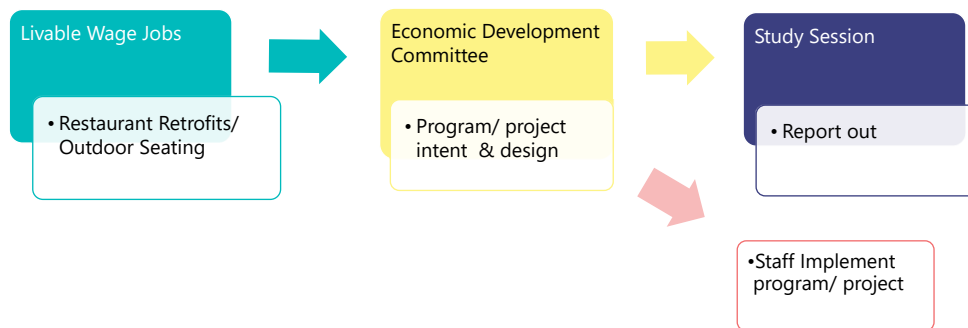 Livable Wage Jobs
• Restaurant Retrofits/
Outdoor Seating
Economic Development
Committee
• Program/ project
intent & design
Study Session
• Report out
•Staff Implement
program/ project